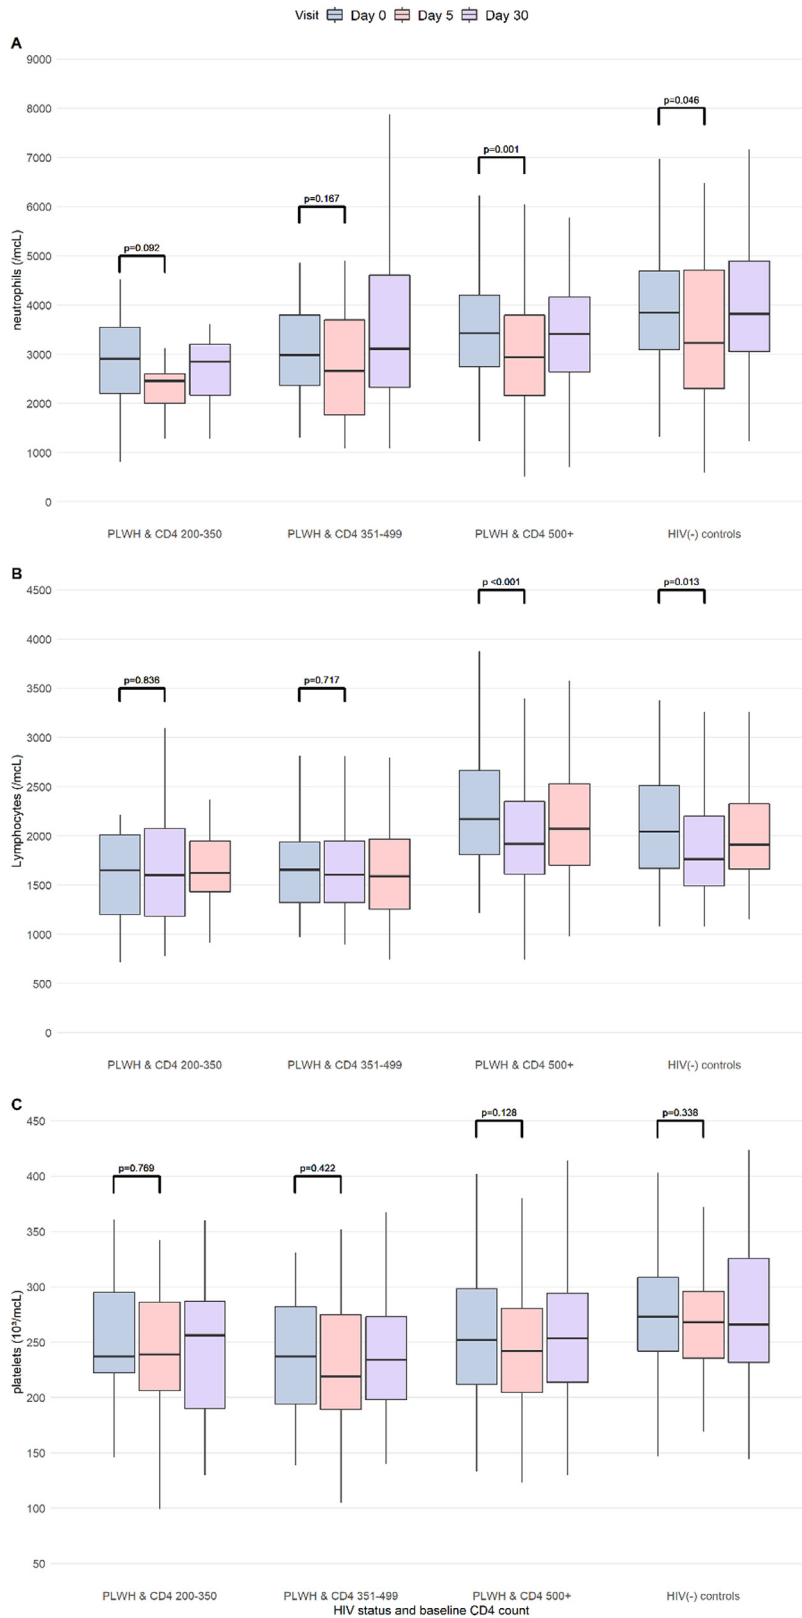 Visit Day 0 Day 5 Day 30
A
neutrophils (/mcL)
9000
8000
7000
6000
5000
4000
3000
2000
1000
0
p=0.092
p=0.167
p=0.001
p=0.046
PLWH & CD4 200-350
PLWH & CD4 351-499
PLWH & CD4 500+
HIV(-) controls
B
Lymphocytes (/mcL)
4500
4000
3500
3000
2500
2000
1500
1000
500
0
p=0.836
p=0.717
p <0.001
p=0.013
PLWH & CD4 200-350
PLWH & CD4 351-499
PLWH & CD4 500+
HIV(-) controls
C
platelets (10³/mcL)
450
400
350
300
250
200
150
100
50
p=0.769
p=0.422
p=0.128
p=0.338
PLWH & CD4 200-350
PLWH & CD4 351-499
PLWH & CD4 500+
HIV(-) controls
HIV status and baseline CD4 count